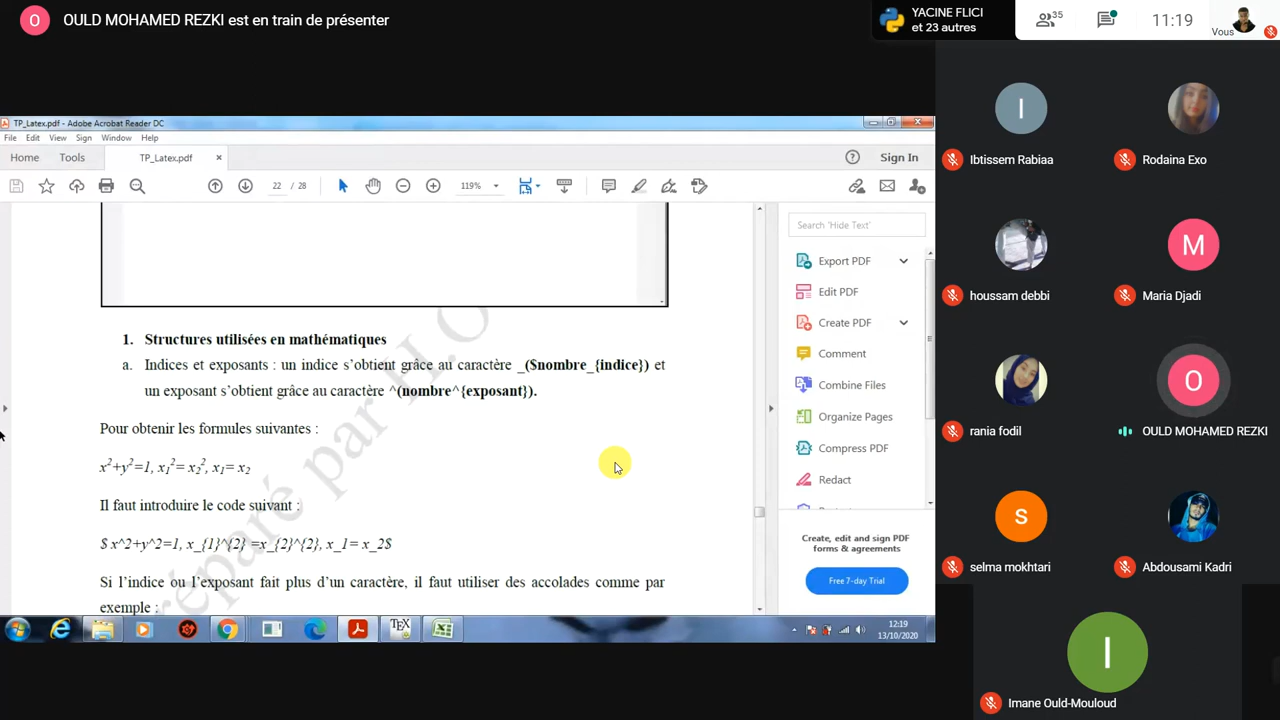 O
OULD MOHAMED REZKI est en train de présenter
YACINE FLICI
et 23 autres
35
11:19
Vous
TP_Latex.pdf - Adobe Acrobat Reader DC
File Edit View Sign Window Help
Home Tools TP_Latex.pdf × Sign In
22 / 28 119%
1. Structures utilisées en mathématiques
a. Indices et exposants : un indice s’obtient grâce au caractère _($nombre_{indice}) et
un exposant s’obtient grâce au caractère ^(nombre^{exposant}).
Pour obtenir les formules suivantes :
x²+y²=1, x₁²= x₂², x₁= x₂
Il faut introduire le code suivant :
$ x^2+y^2=1, x_{1}^{2} =x_{2}^{2}, x_1= x_2$
Si l’indice ou l’exposant fait plus d’un caractère, il faut utiliser des accolades comme par
exemple :
éparé par H.O
Search 'Hide Text'
Export PDF
Edit PDF
Create PDF
Comment
Combine Files
Organize Pages
Compress PDF
Redact
Create, edit and sign PDF
forms & agreements
Free 7-day Trial
TEX
12:19
13/10/2020
I
Ibtissem Rabiaa
Rodaina Exo
houssam debbi
M
Maria Djadi
rania fodil
O
OULD MOHAMED REZKI
s
selma mokhtari
Abdousami Kadri
I
Imane Ould-Mouloud